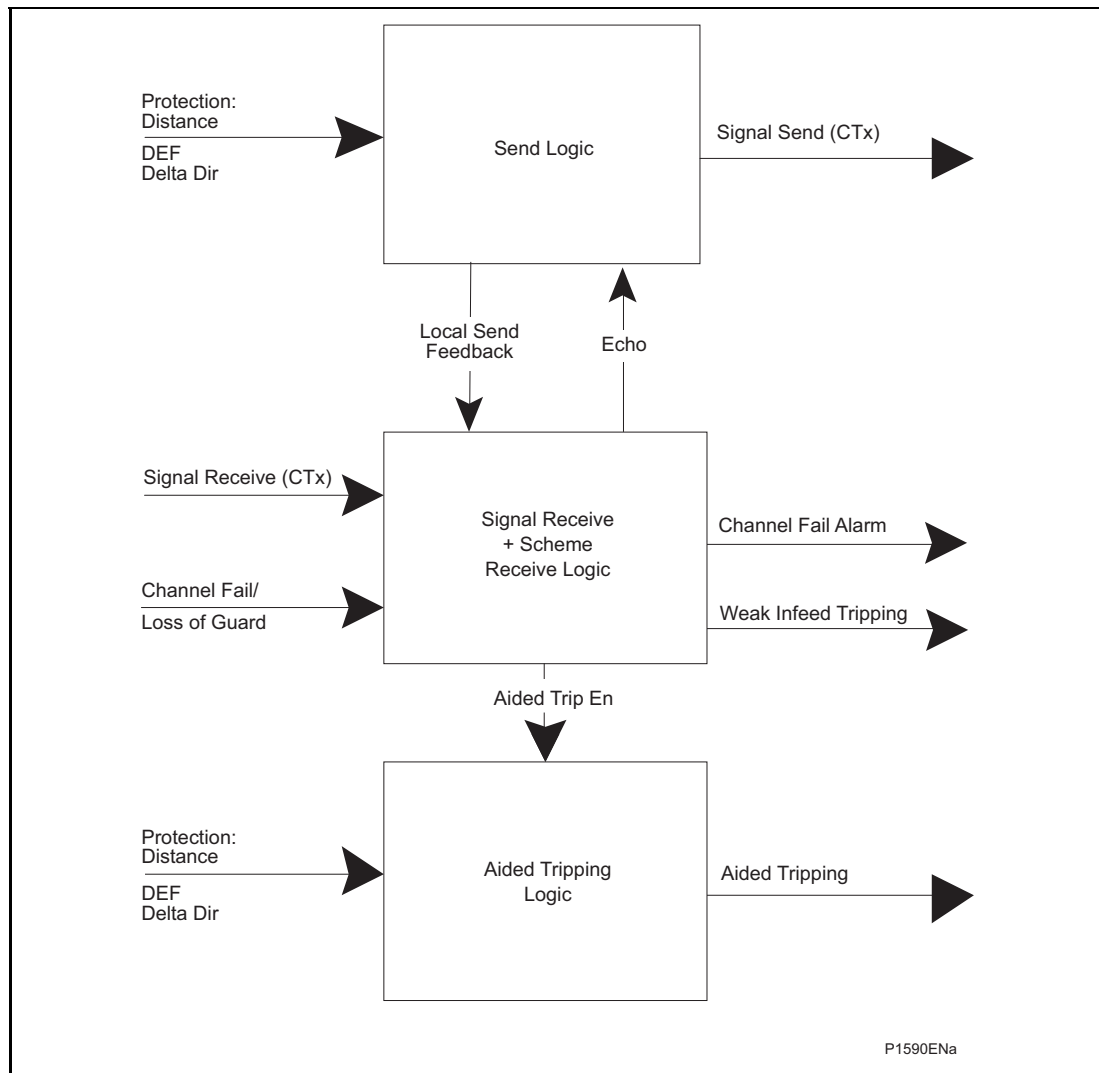 Protection:
Distance
DEF
Delta Dir
Send Logic
Signal Send (CTx)
Local Send
Feedback
Echo
Signal Receive (CTx)
Channel Fail/
Loss of Guard
Signal Receive
+ Scheme
Receive Logic
Channel Fail Alarm
Weak Infeed Tripping
Aided Trip En
Protection:
Distance
DEF
Delta Dir
Aided Tripping
Logic
Aided Tripping
P1590ENa